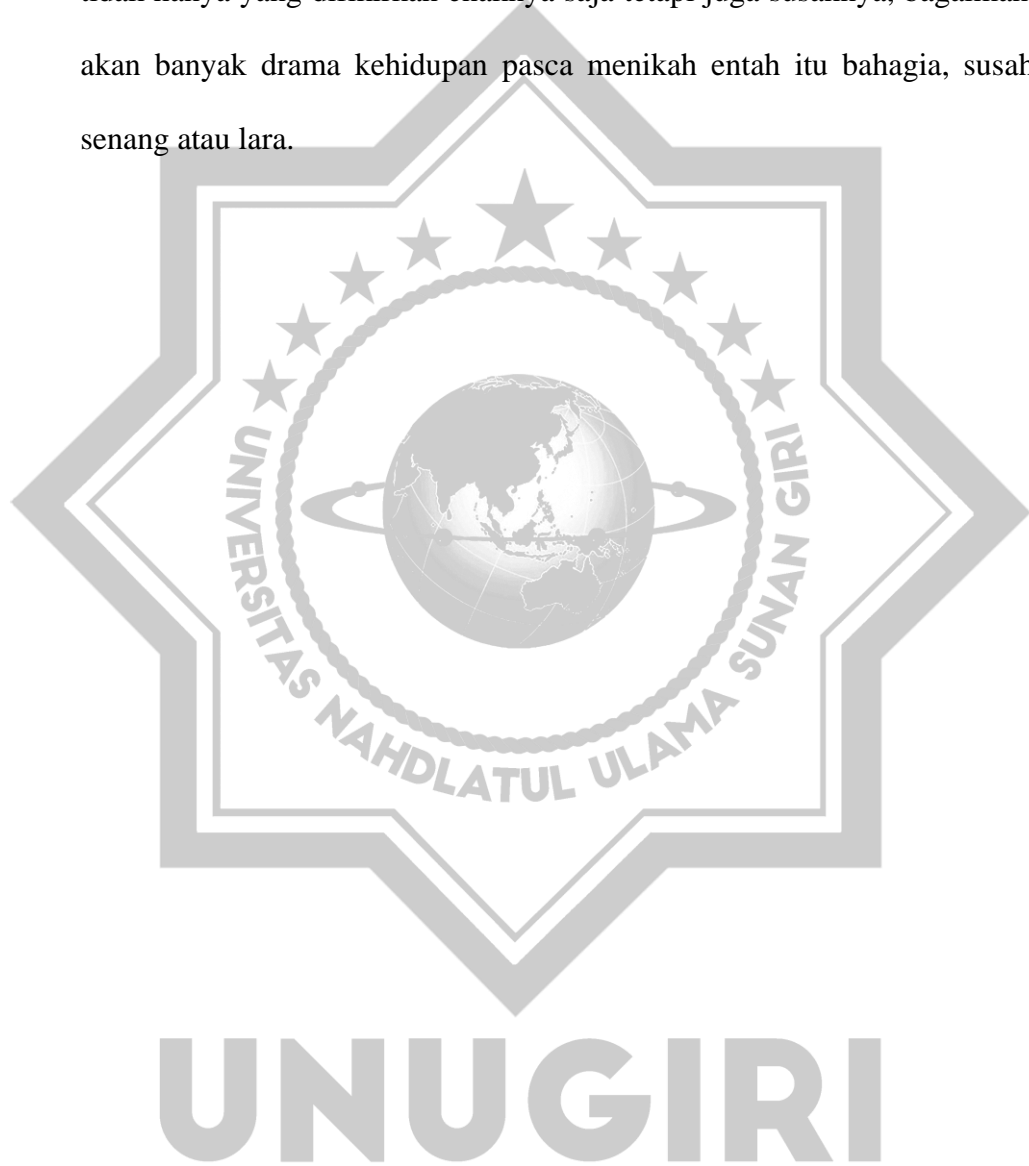 akan banyak drama kehidupan pasca menikah entah itu bahagia, susah
senang atau lara.
UNIVERSITAS NAHDLATUL ULAMA SUNAN GIRI
UNUGIRI